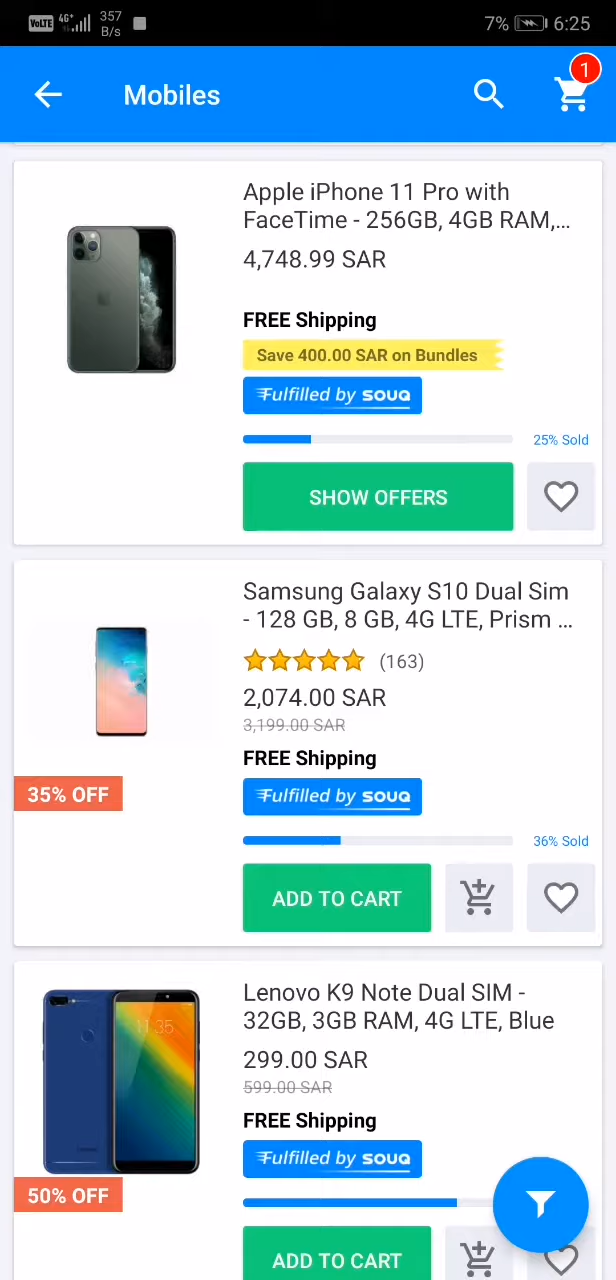 VoLTE 4G+ 357 B/s 7% 6:25
Mobiles
1
Apple iPhone 11 Pro with
FaceTime - 256GB, 4GB RAM,...
4,748.99 SAR
FREE Shipping
Save 400.00 SAR on Bundles
Fulfilled by souq
25% Sold
SHOW OFFERS
Samsung Galaxy S10 Dual Sim
- 128 GB, 8 GB, 4G LTE, Prism ...
(163)
2,074.00 SAR
3,199.00 SAR
FREE Shipping
35% OFF
Fulfilled by souq
36% Sold
ADD TO CART
Lenovo K9 Note Dual SIM -
32GB, 3GB RAM, 4G LTE, Blue
11:35
299.00 SAR
599.00 SAR
FREE Shipping
Fulfilled by souq
50% OFF
ADD TO CART